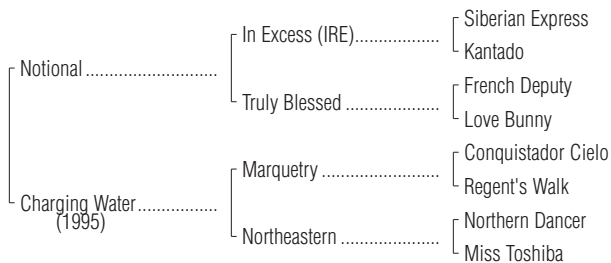 Siberian Express
In Excess (IRE)....................
Kantado
Notional ..............................
French Deputy
Truly Blessed ......................
Love Bunny
Conquistador Cielo
Marquetry ...........................
Regent's Walk
Charging Water ..................
(1995)
Northern Dancer
Northeastern .......................
Miss Toshiba